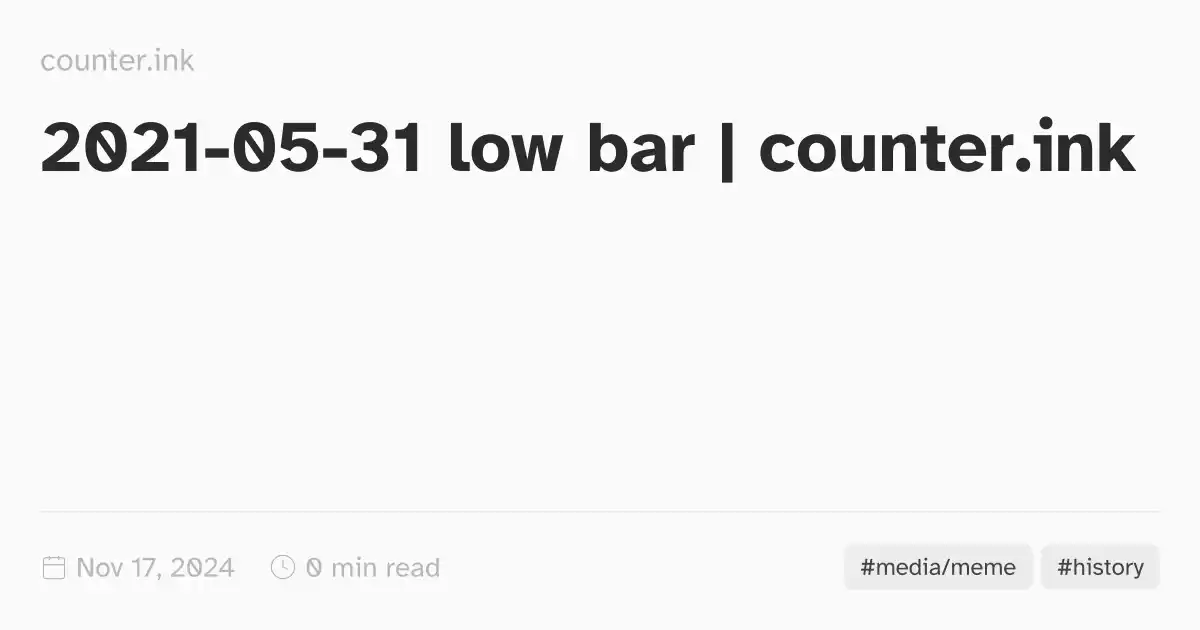 counter.ink
2021-05-31 low bar | counter.ink
Nov 17, 2024 0 min read #media/meme #history